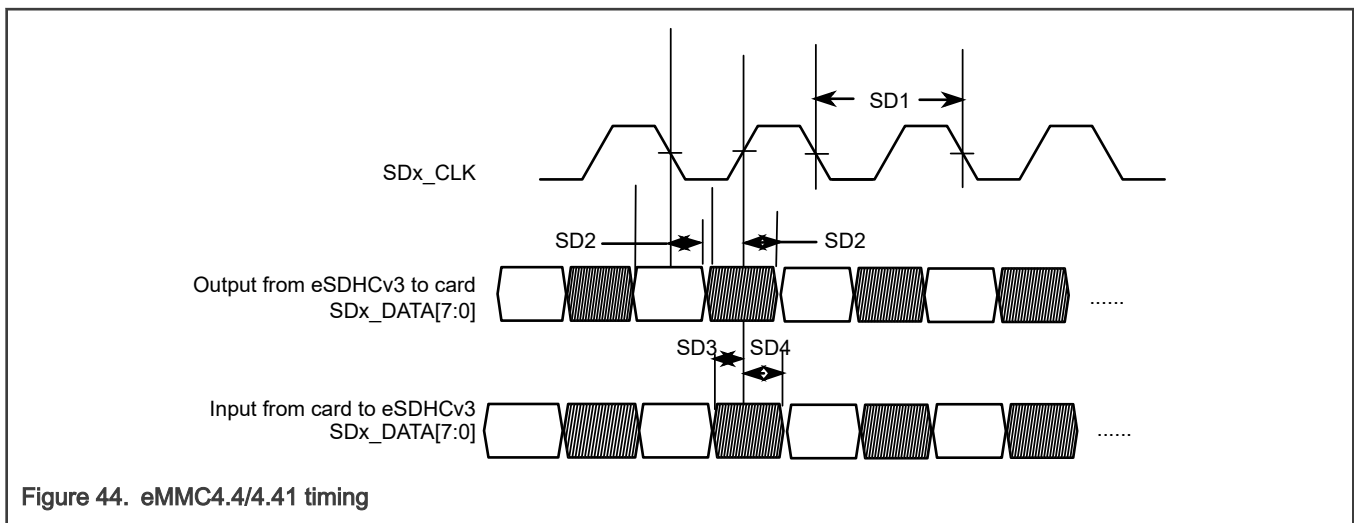 SD1
SDx_CLK
SD2
SD2
Output from eSDHCv3 to card
SDx_DATA[7:0]
......
SD3
SD4
Input from card to eSDHCv3
SDx_DATA[7:0]
......
Figure 44. eMMC4.4/4.41 timing